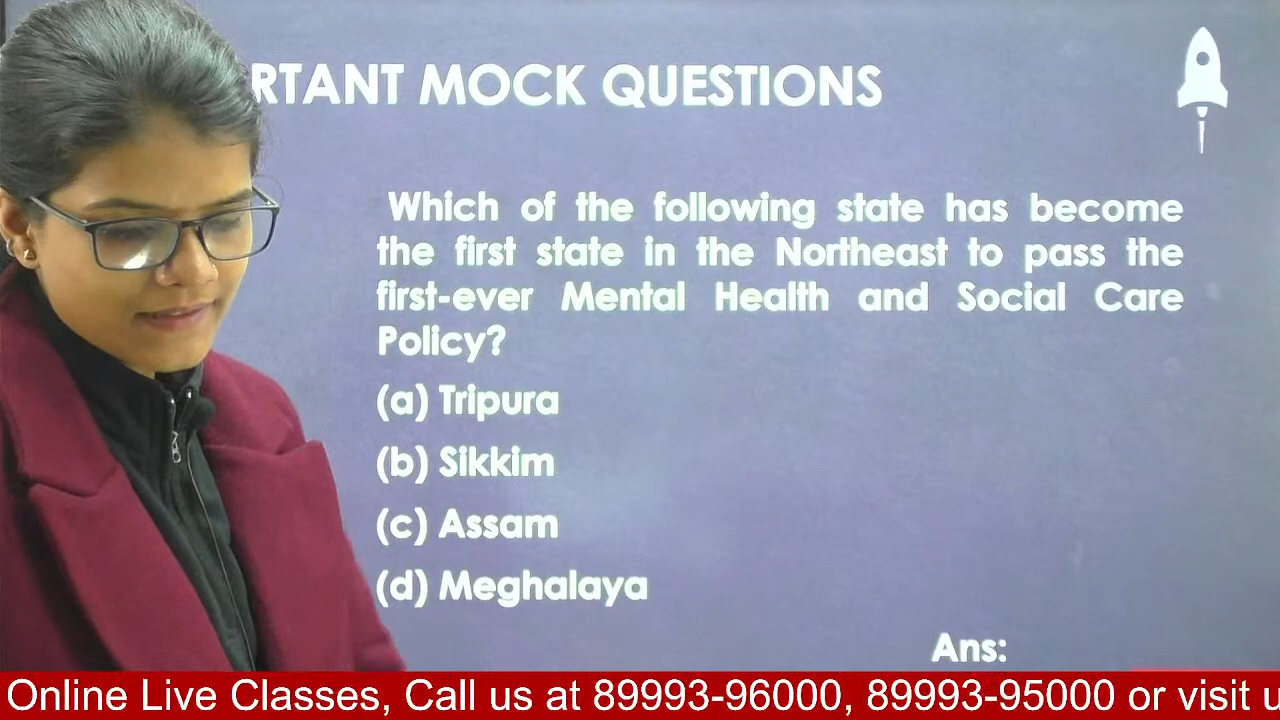 RTANT MOCK QUESTIONS
Which of the following state has become
the first state in the Northeast to pass the
first-ever Mental Health and Social Care
Policy?
(a) Tripura
(b) Sikkim
(c) Assam
(d) Meghalaya
Ans:
Online Live Classes, Call us at 89993-96000, 89993-95000 or visit u